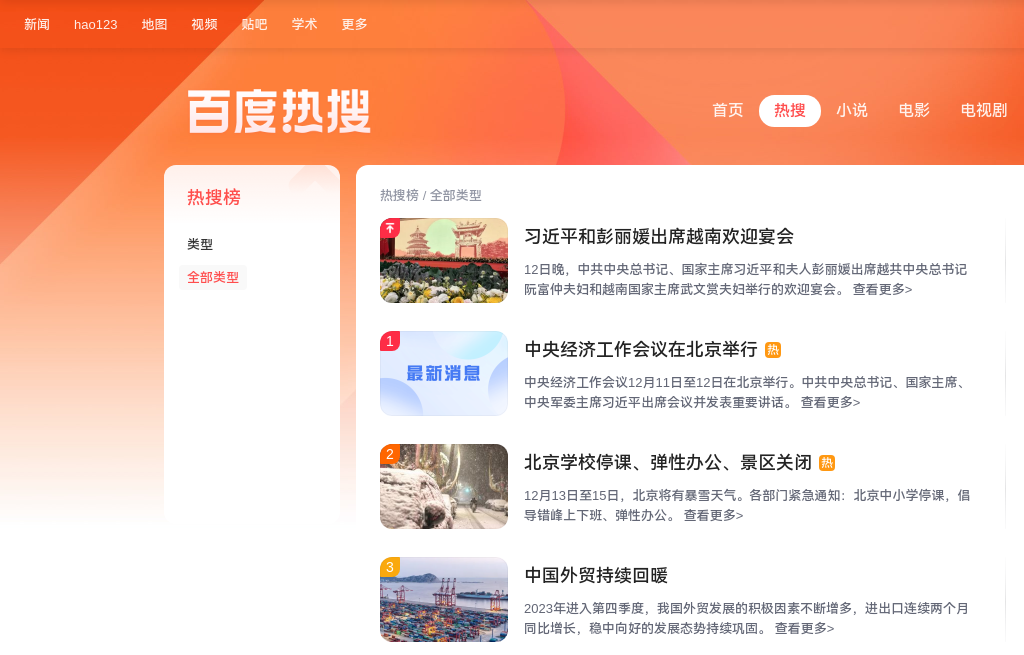 新闻 hao123 地图 视频 贴吧 学术 更多
百度热搜
首页 热搜 小说 电影 电视剧
热搜榜
类型
全部类型
热搜榜 / 全部类型
习近平和彭丽媛出席越南欢迎宴会
12日晚，中共中央总书记、国家主席习近平和夫人彭丽媛出席越共中央总书记
阮富仲夫妇和越南国家主席武文赏夫妇举行的欢迎宴会。 查看更多>
1
最新消息
中央经济工作会议在北京举行 热
中央经济工作会议12月11日至12日在北京举行。中共中央总书记、国家主席、
中央军委主席习近平出席会议并发表重要讲话。 查看更多>
2
北京学校停课、弹性办公、景区关闭 热
12月13日至15日，北京将有暴雪天气。各部门紧急通知：北京中小学停课，倡
导错峰上下班、弹性办公。 查看更多>
3
中国外贸持续回暖
2023年进入第四季度，我国外贸发展的积极因素不断增多，进出口连续两个月
同比增长，稳中向好的发展态势持续巩固。 查看更多>